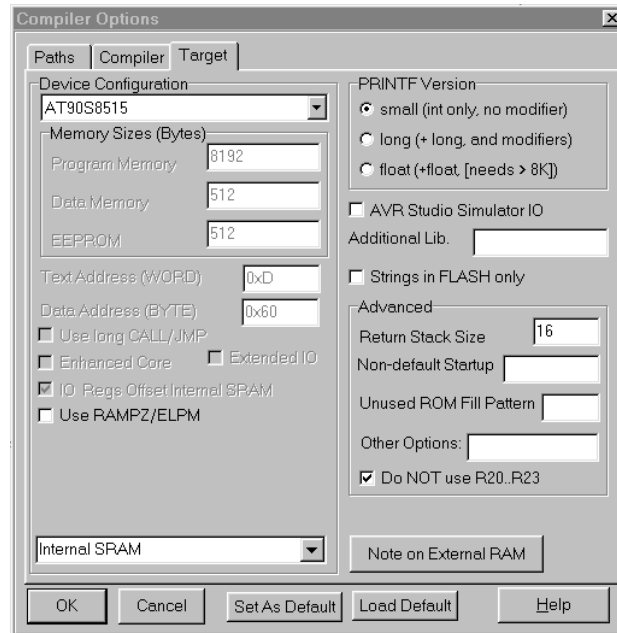 Compiler Options
Paths
Compiler
Target
Device Configuration
AT90S8515
Memory Sizes (Bytes)
Program Memory
8192
Data Memory
512
EEPROM
512
Text Address (WORD)
0xD
Data Address (BYTE)
0x60
Use long CALL/JMP
Enhanced Core
Extended IO
IO Regs Offset Internal SRAM
Use RAMPZ/ELPM
Internal SRAM
PRINTF Version
small (int only, no modifier)
long (+ long, and modifiers)
float (+float, [needs > 8K])
AVR Studio Simulator IO
Additional Lib.
Strings in FLASH only
Advanced
Return Stack Size
16
Non-default Startup
Unused ROM Fill Pattern
Other Options:
Do NOT use R20..R23
Note on External RAM
OK
Cancel
Set As Default
Load Default
Help